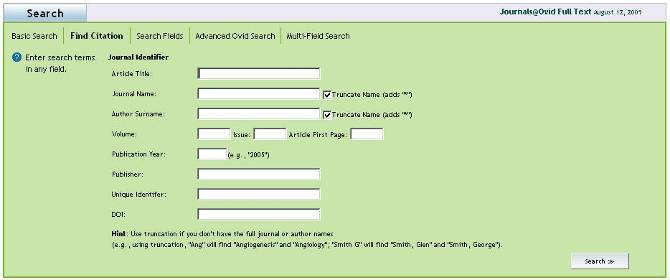 Search
Journals@Ovid Full Text August 12, 2009
Basic Search Find Citation Search Fields Advanced Ovid Search Multi-Field Search
? Enter search terms in any field.
Journal Identifier
Article Title:
Journal Name: Truncate Name (adds "*")
Author Surname: Truncate Name (adds "*")
Volume: Issue: Article First Page:
Publication Year: (e.g., "2005")
Publisher:
Unique Identifier:
DOI:
Hint: Use truncation if you don't have the full journal or author names
(e.g., using truncation, "Ang" will find "Angiogenesis" and "Angiology"; "Smith G" will find "Smith, Glen" and "Smith, George").
Search >>